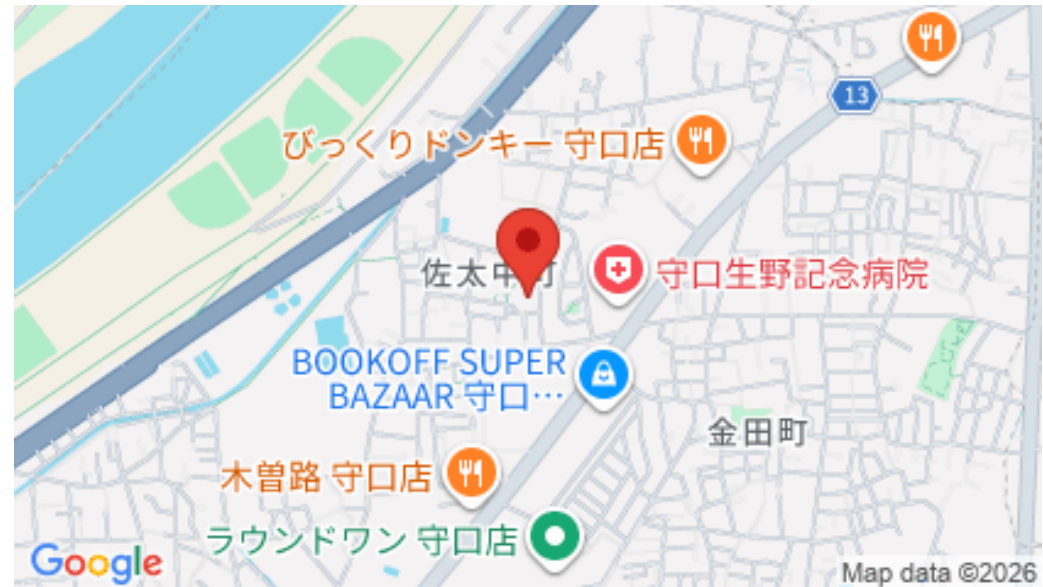 13
びっくりドンキー 守口店
佐太中町
守口生野記念病院
BOOKOFF SUPER
BAZAAR 守口…
金田町
木曽路 守口店
ラウンドワン 守口店
Google
Map data ©2026